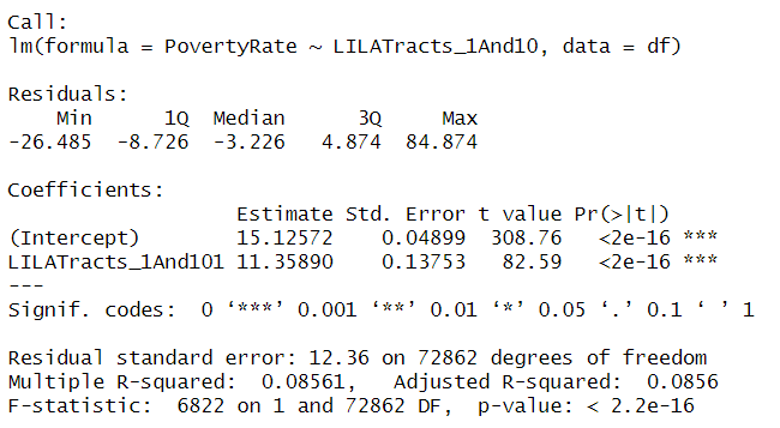 Call:
lm(formula = PovertyRate ~ LILATracts_1And10, data = df)
Residuals:
Min 1Q Median 3Q Max
-26.485 -8.726 -3.226 4.874 84.874
Coefficients:
Estimate Std. Error t value Pr(>|t|)
(Intercept) 15.12572 0.04899 308.76 <2e-16 ***
LILATracts_1And101 11.35890 0.13753 82.59 <2e-16 ***
---
Signif. codes: 0 ‘***’ 0.001 ‘**’ 0.01 ‘*’ 0.05 ‘.’ 0.1 ‘ ’ 1
Residual standard error: 12.36 on 72862 degrees of freedom
Multiple R-squared: 0.08561, Adjusted R-squared: 0.0856
F-statistic: 6822 on 1 and 72862 DF, p-value: < 2.2e-16